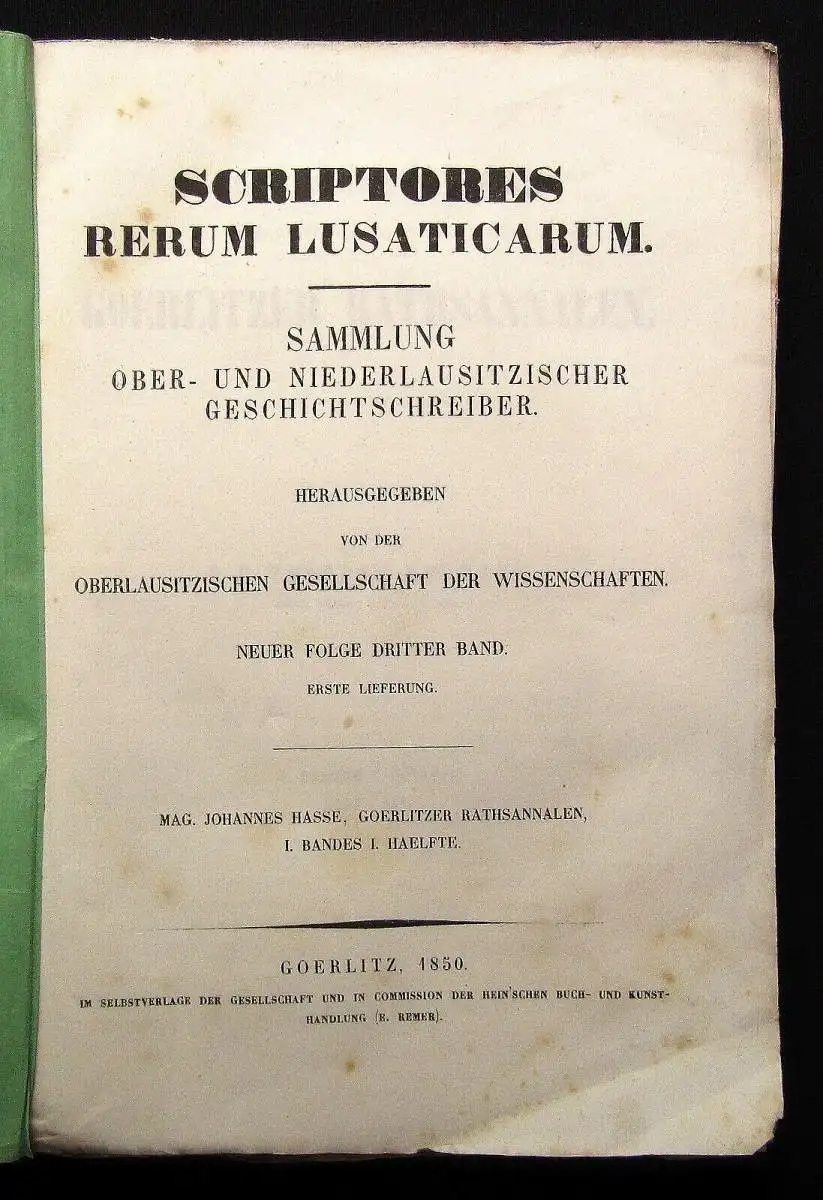 SCRIPTORES
RERUM LUSATICARUM.
SAMMLUNG
OBER- UND NIEDERLAUSITZISCHER
GESCHICHTSCHREIBER.
HERAUSGEGEBEN
VON DER
OBERLAUSITZISCHEN GESELLSCHAFT DER WISSENSCHAFTEN.
NEUER FOLGE DRITTER BAND.
ERSTE LIEFERUNG.
MAG. JOHANNES HASSE, GOERLITZER RATHSANNALEN,
I. BANDES I. HAELFTE.
GOERLITZ, 1850.
IM SELBSTVERLAGE DER GESELLSCHAFT UND IN COMMISSION DER HEIN'SCHEN BUCH- UND KUNST-
HANDLUNG (E. REMER).